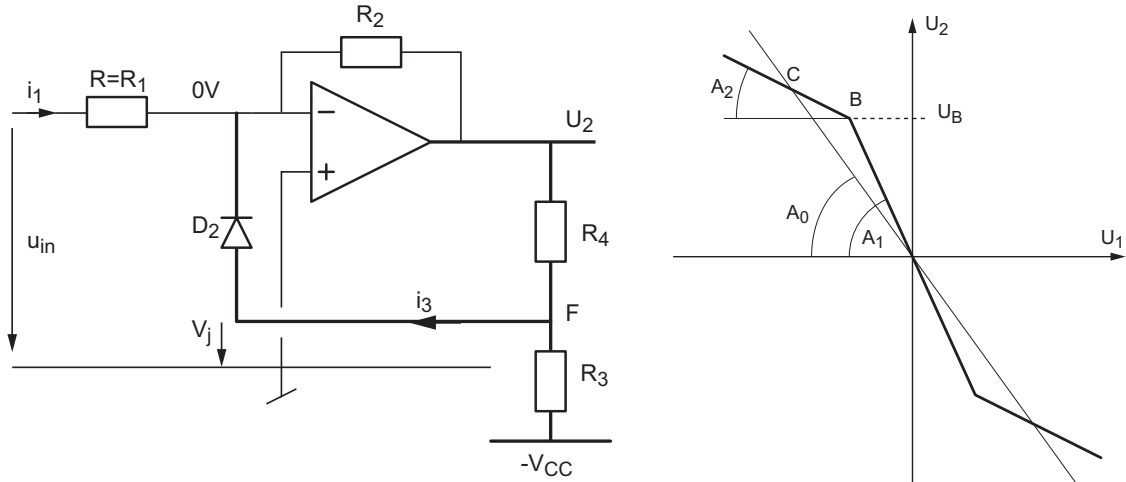 R2
R=R1
i1
0V
−
+
U2
D2
R4
uin
i3
F
Vj
R3
-VCC
U2
C
B
A2
UB
A0
A1
U1